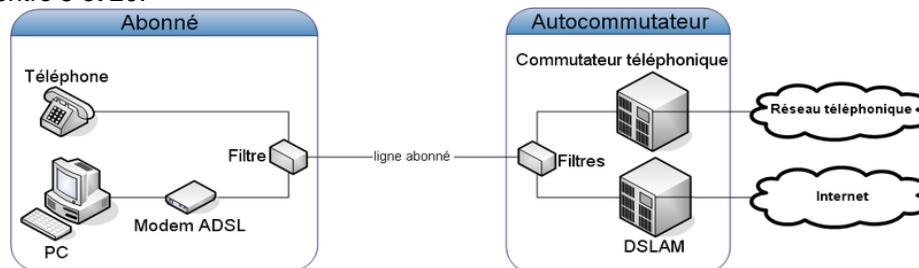 Abonné
Autocommutateur
Commutateur téléphonique
Téléphone
Réseau téléphonique
Filtre
ligne abonné
Filtres
Internet
Modem ADSL
PC
DSLAM